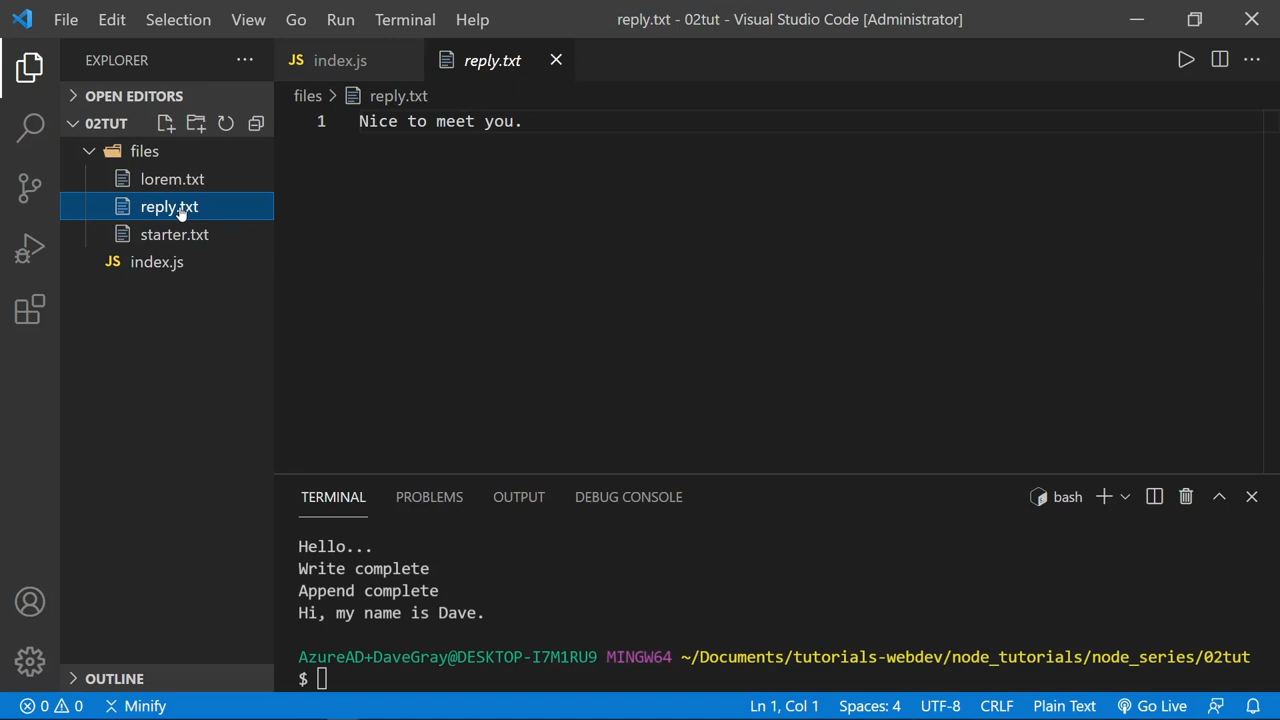 File Edit Selection View Go Run Terminal Help
reply.txt - 02tut - Visual Studio Code [Administrator]
EXPLORER
JS index.js
reply.txt
OPEN EDITORS
files > reply.txt
02TUT
1 Nice to meet you.
files
lorem.txt
reply.txt
starter.txt
JS index.js
TERMINAL PROBLEMS OUTPUT DEBUG CONSOLE
bash
Hello...
Write complete
Append complete
Hi, my name is Dave.
AzureAD+DaveGray@DESKTOP-I7M1RU9 MINGW64 ~/Documents/tutorials-webdev/node_tutorials/node_series/02tut
$
OUTLINE
0 0 Minify
Ln 1, Col 1 Spaces: 4 UTF-8 CRLF Plain Text Go Live